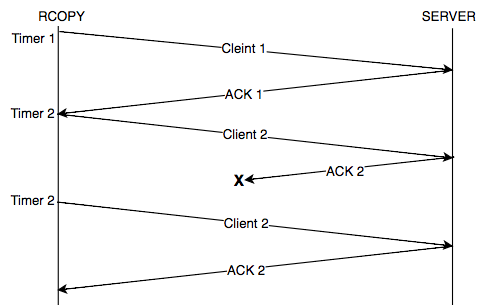 RCOPY
SERVER
Timer 1
Cleint 1
ACK 1
Timer 2
Client 2
ACK 2
X
Timer 2
Client 2
ACK 2